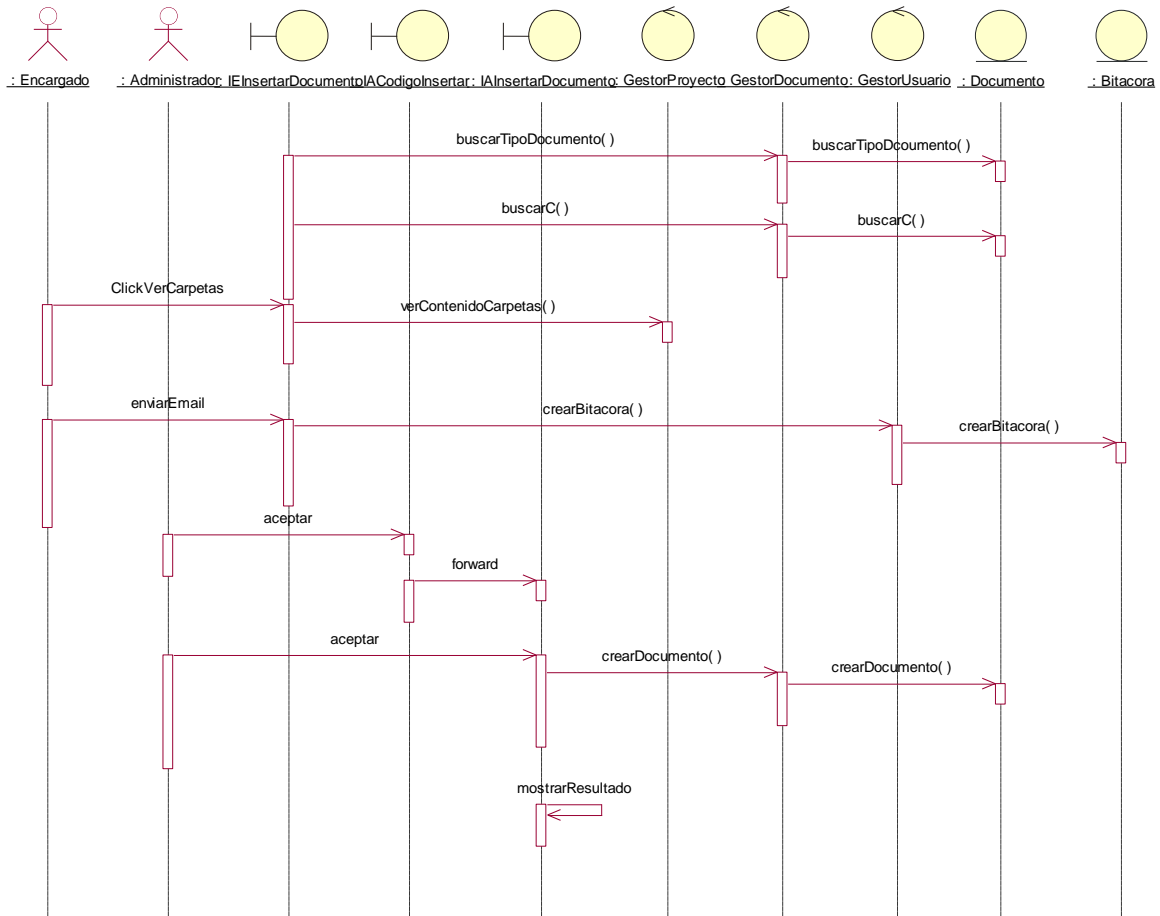 : Encargado
: Administrador
: IEInsertarDocumento
: IACodigoInsertar
: IAInsertarDocumento
: GestorProyecto
GestorDocumento
: GestorUsuario
: Documento
: Bitacora
buscarTipoDocumento( )
buscarTipoDcoumento( )
buscarC( )
buscarC( )
ClickVerCarpetas
verContenidoCarpetas( )
enviarEmail
crearBitacora( )
crearBitacora( )
aceptar
forward
aceptar
crearDocumento( )
crearDocumento( )
mostrarResultado